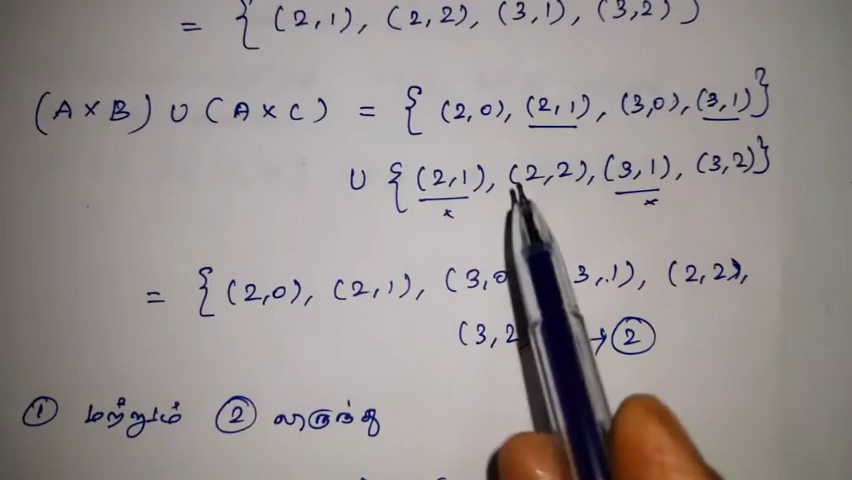 = { (2,1), (2,2), (3,1), (3,2) }
(A × B) ∪ (A × C) = { (2,0), (2,1), (3,0), (3,1) }
∪ { (2,1), (2,2), (3,1), (3,2) }
= { (2,0), (2,1), (3,0 3,1), (2,2),
(3,2 → ②
① மற்றும் ② லருந்து